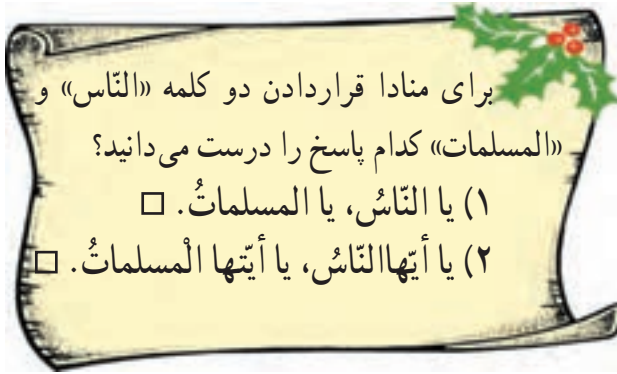 برای منادا قراردادن دو کلمه «النّاس» و
«المسلمات» کدام پاسخ را درست می‌دانید؟
۱) یا النّاسُ، یا المسلماتُ. □
۲) یا أیّهاالنّاسُ، یا أیّتها الْمسلماتُ. □